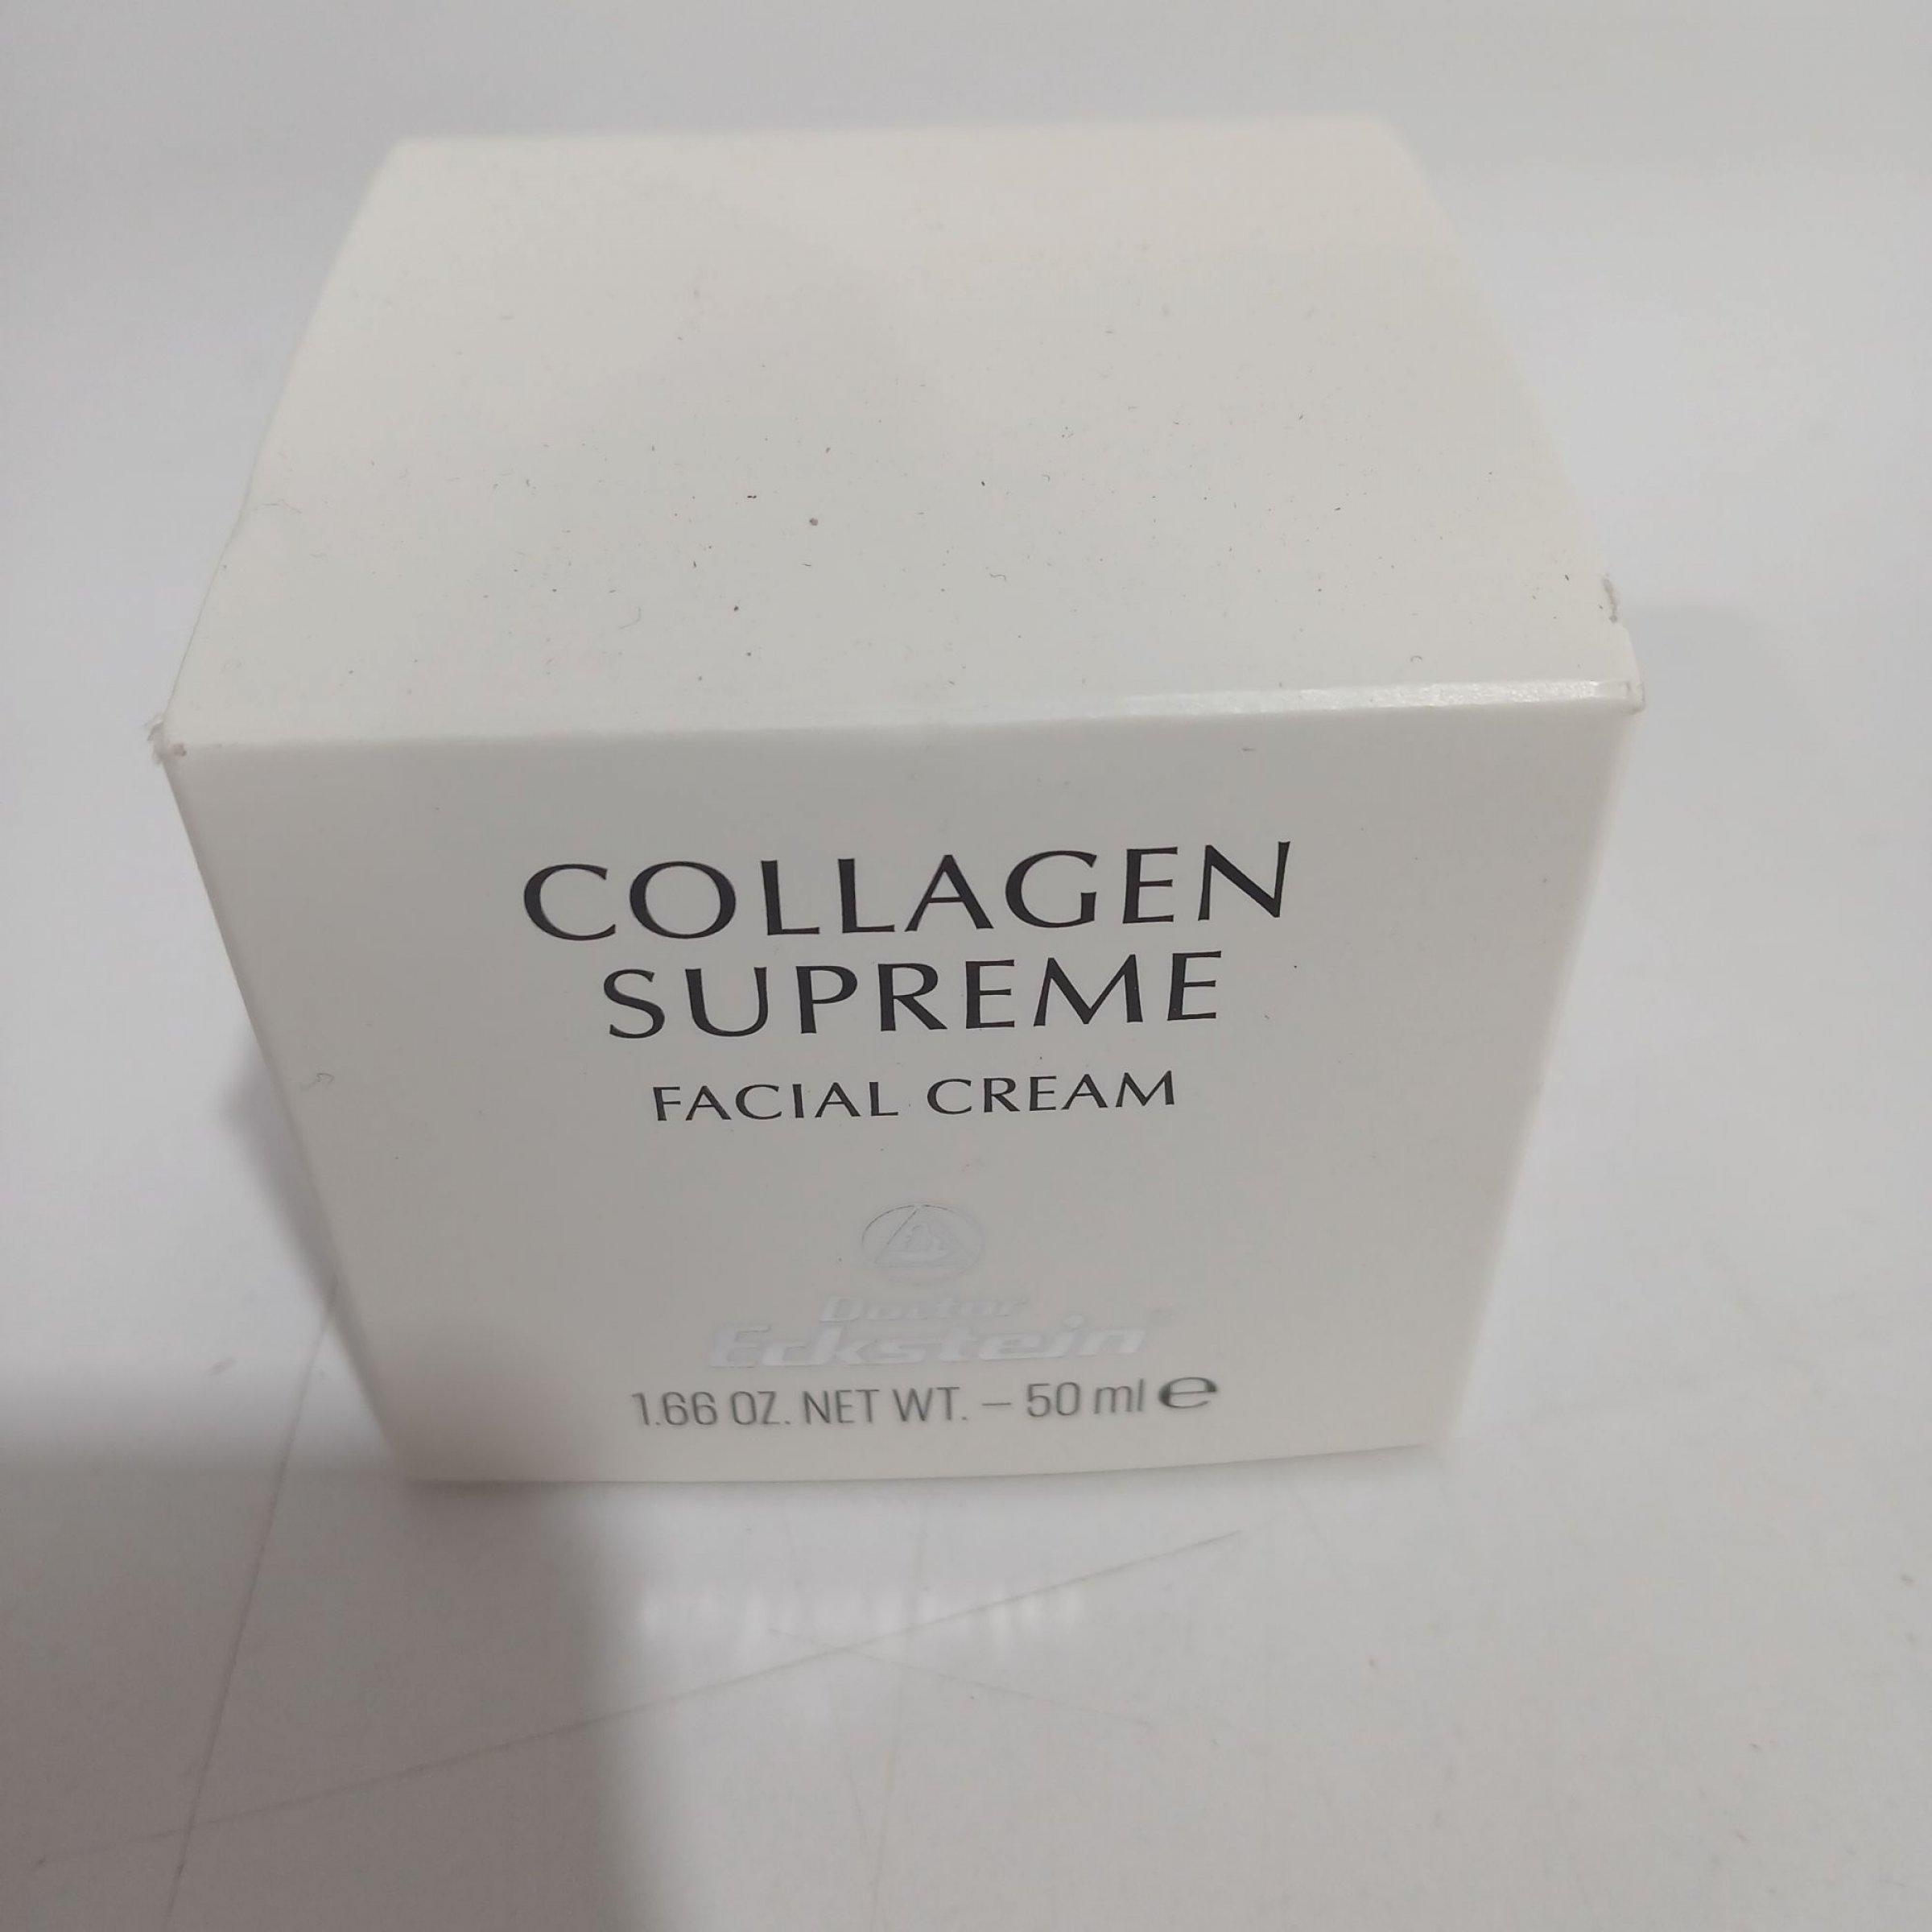 COLLAGEN
SUPREME
FACIAL CREAM
Doctor
Eckstein®
1.66 OZ. NET WT. – 50 ml ℮